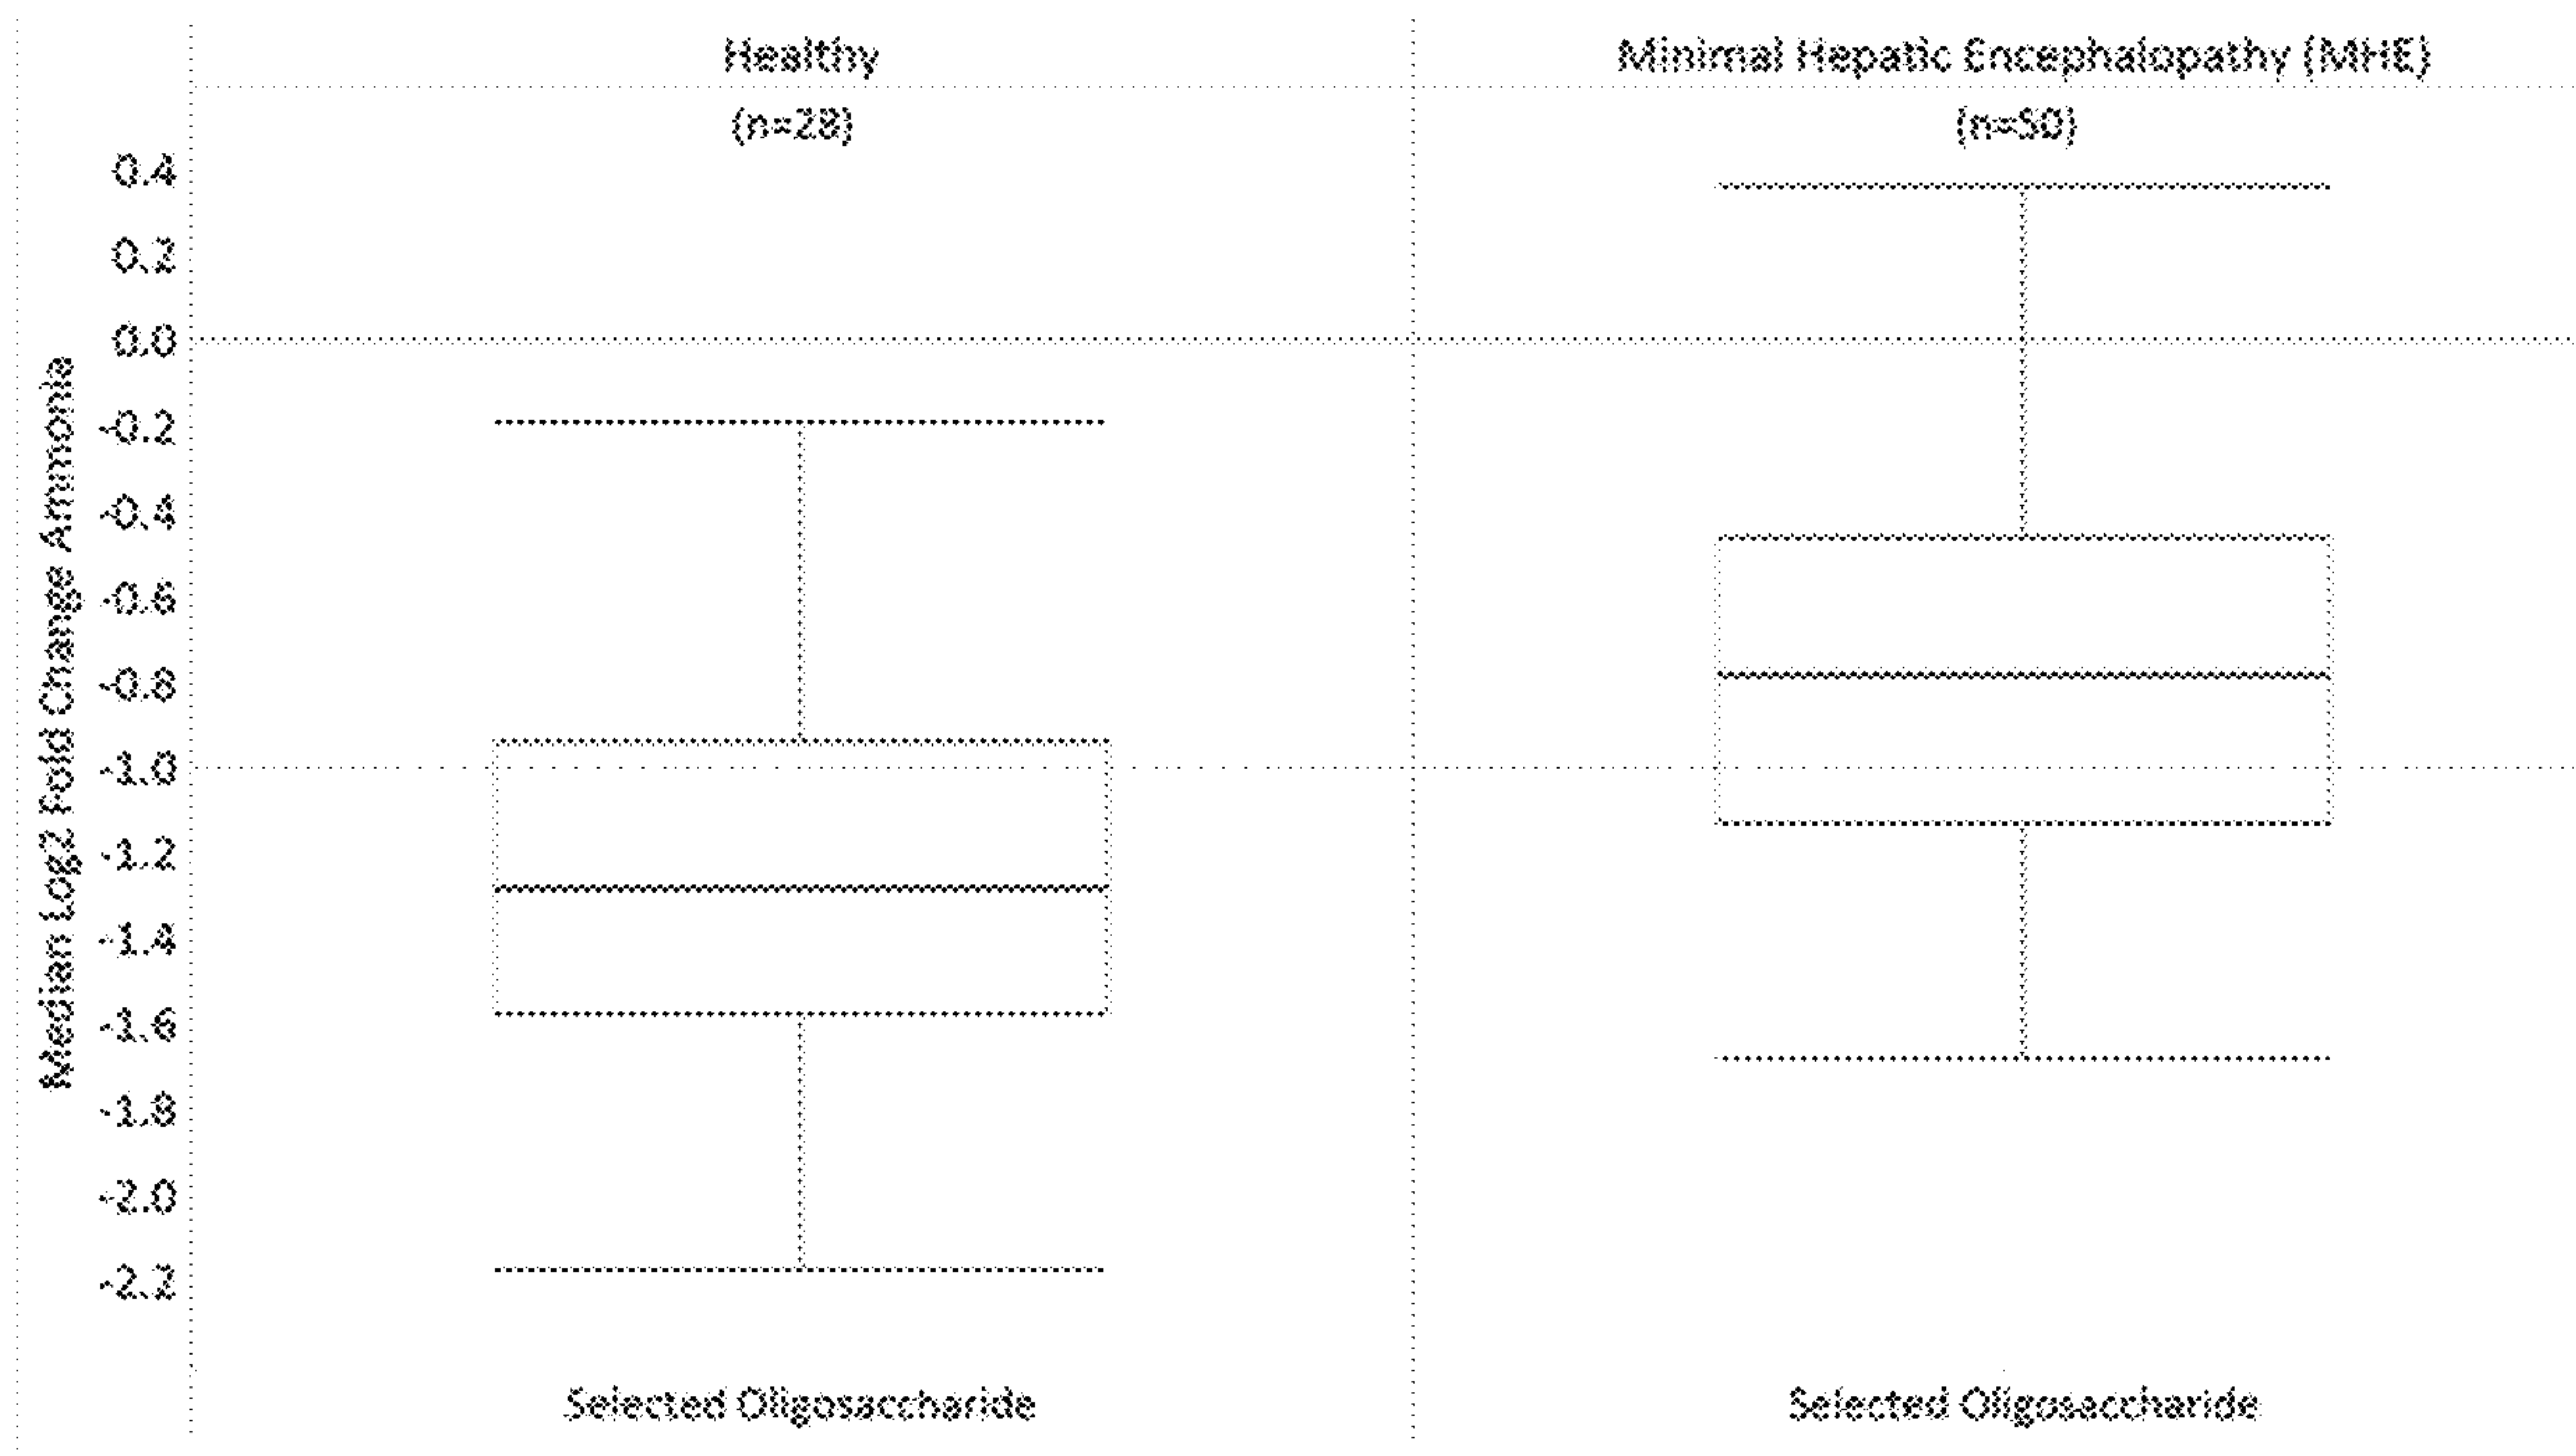 Healthy
Minimal Hepatic Encephalopathy (MHE)
(n=28)
(n=50)
Median Log2 Fold Change Ammonia
0.4
0.2
0.0
-0.2
-0.4
-0.6
-0.8
-1.0
-1.2
-1.4
-1.6
-1.8
-2.0
-2.2
Selected Oligosaccharide
Selected Oligosaccharide